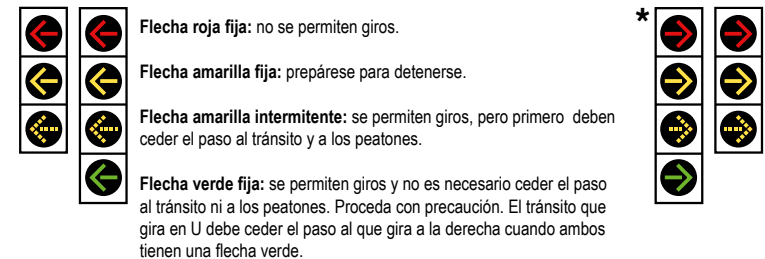 Flecha roja fija: no se permiten giros.
Flecha amarilla fija: prepárese para detenerse.
Flecha amarilla intermitente: se permiten giros, pero primero deben
ceder el paso al tránsito y a los peatones.
Flecha verde fija: se permiten giros y no es necesario ceder el paso
al tránsito ni a los peatones. Proceda con precaución. El tránsito que
gira en U debe ceder el paso al que gira a la derecha cuando ambos
tienen una flecha verde.
*